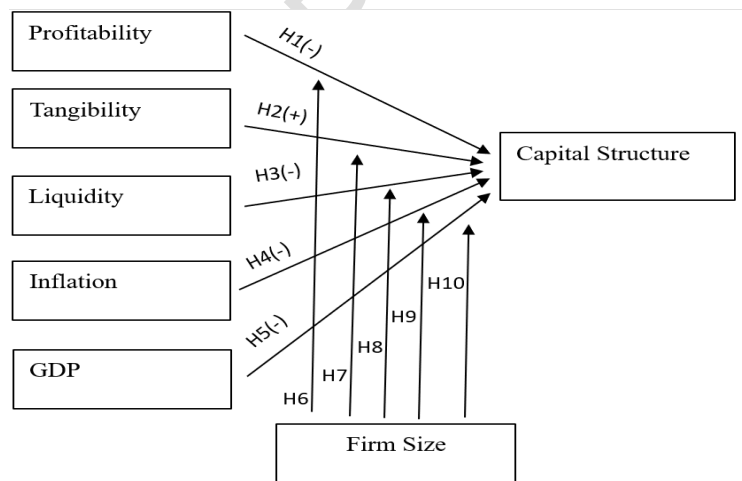 Profitability
H1(-)
Tangibility
H2(+)
Capital Structure
H3(-)
Liquidity
H4(-)
Inflation
H10
H9
H5(-)
H8
GDP
H7
H6
Firm Size